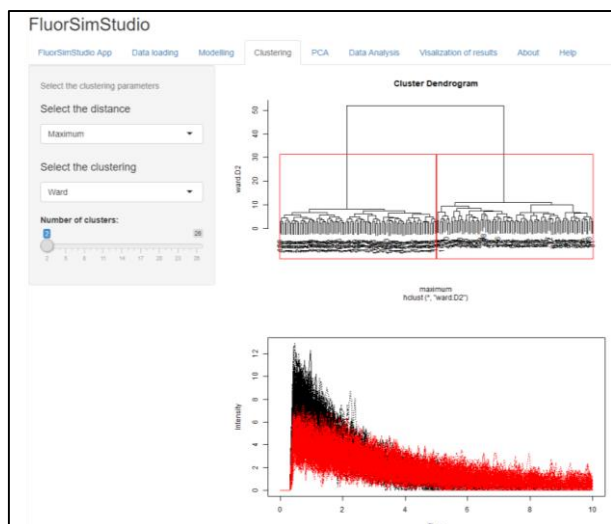 FluorSimStudio
FluorSimStudio App Data loading Modelling Clustering PCA Data Analysis Visalization of results About Help
Select the clustering parameters
Select the distance
Maximum
Select the clustering
Ward
Number of clusters:
2
Cluster Dendrogram
ward.D2
0 10 20 30 40 50
maximum
hclust (*, "ward.D2")
Intensity
0 2 4 6 8 10 12
0 2 4 6 8 10